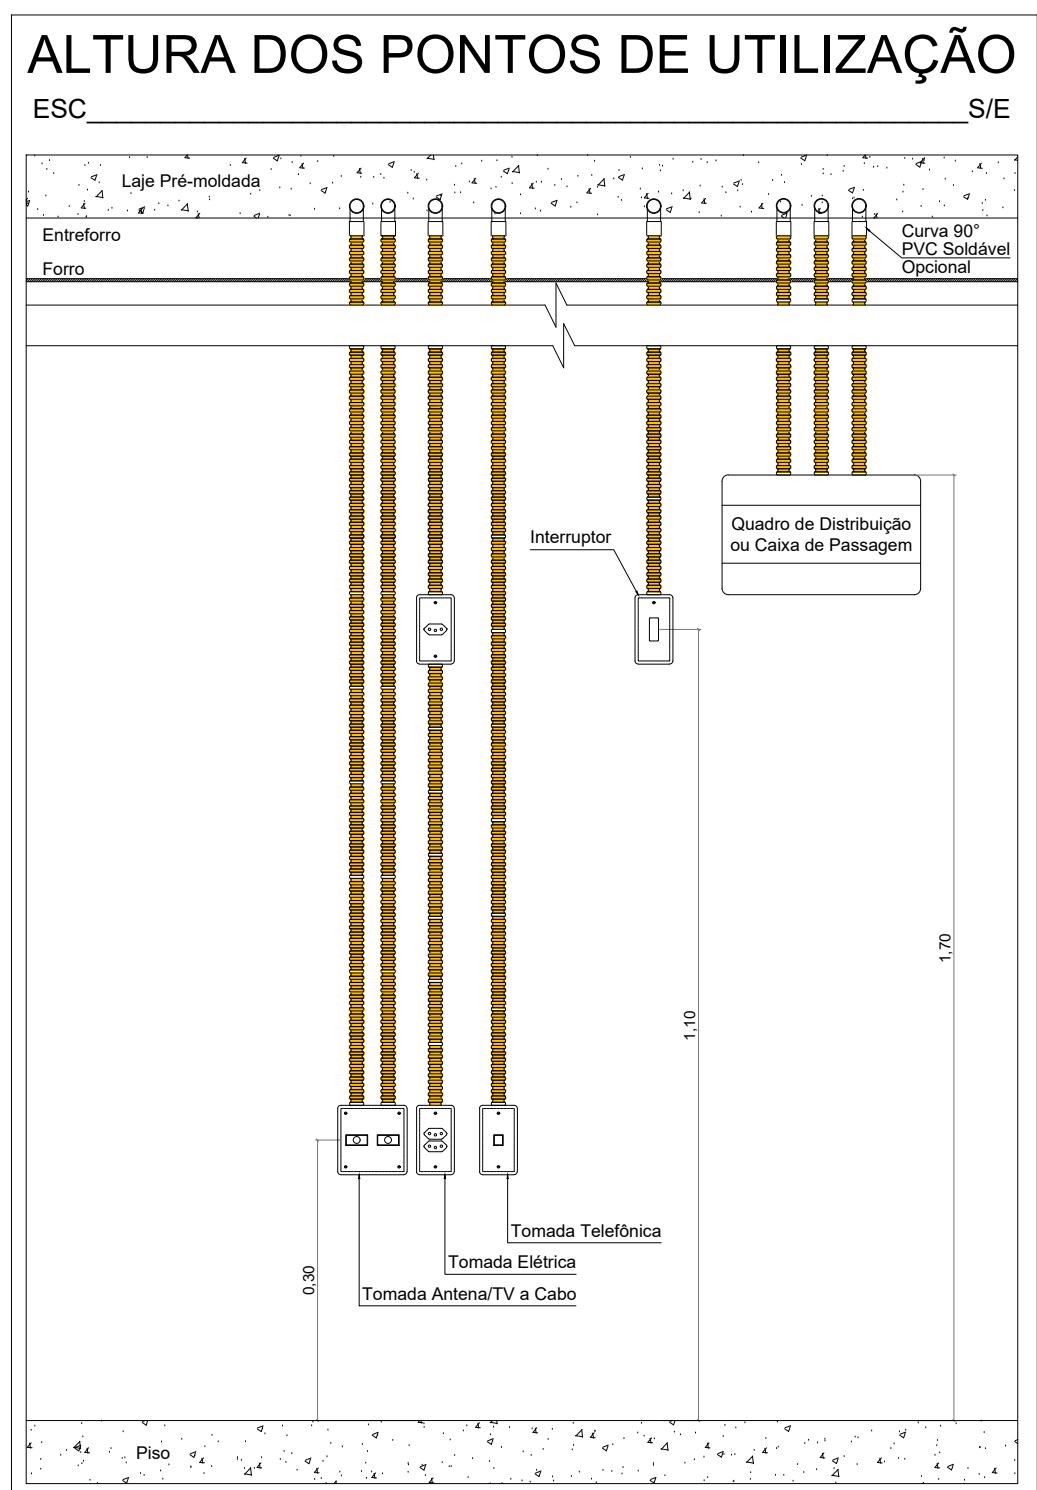 ALTURA DOS PONTOS DE UTILIZAÇÃO
ESC S/E
Laje Pré-moldada
Entreforro
Forro
Curva 90°
PVC Soldável
Opcional
Quadro de Distribuição
ou Caixa de Passagem
Interruptor
1,70
1,10
0,30
Tomada Telefônica
Tomada Elétrica
Tomada Antena/TV a Cabo
Piso